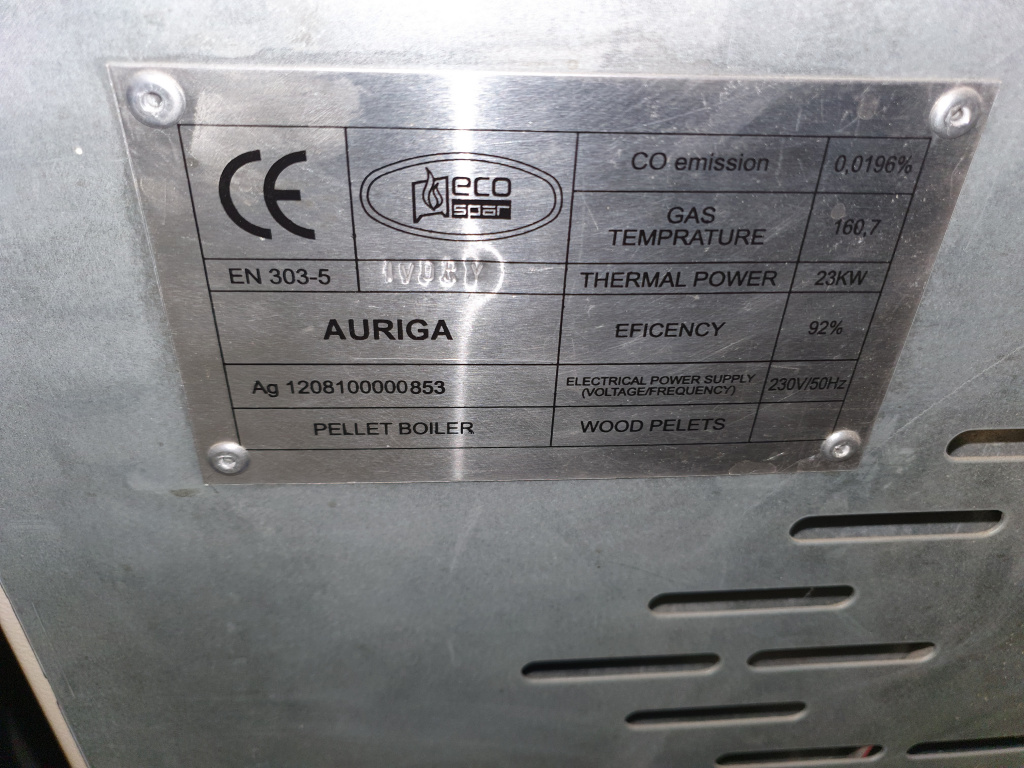 CE
eco
spar
CO emission 0,0196%
GAS
TEMPRATURE 160,7
EN 303-5 IVORY THERMAL POWER 23KW
AURIGA EFICENCY 92%
Ag 1208100000853 ELECTRICAL POWER SUPPLY
(VOLTAGE/FREQUENCY) 230V/50Hz
PELLET BOILER WOOD PELETS